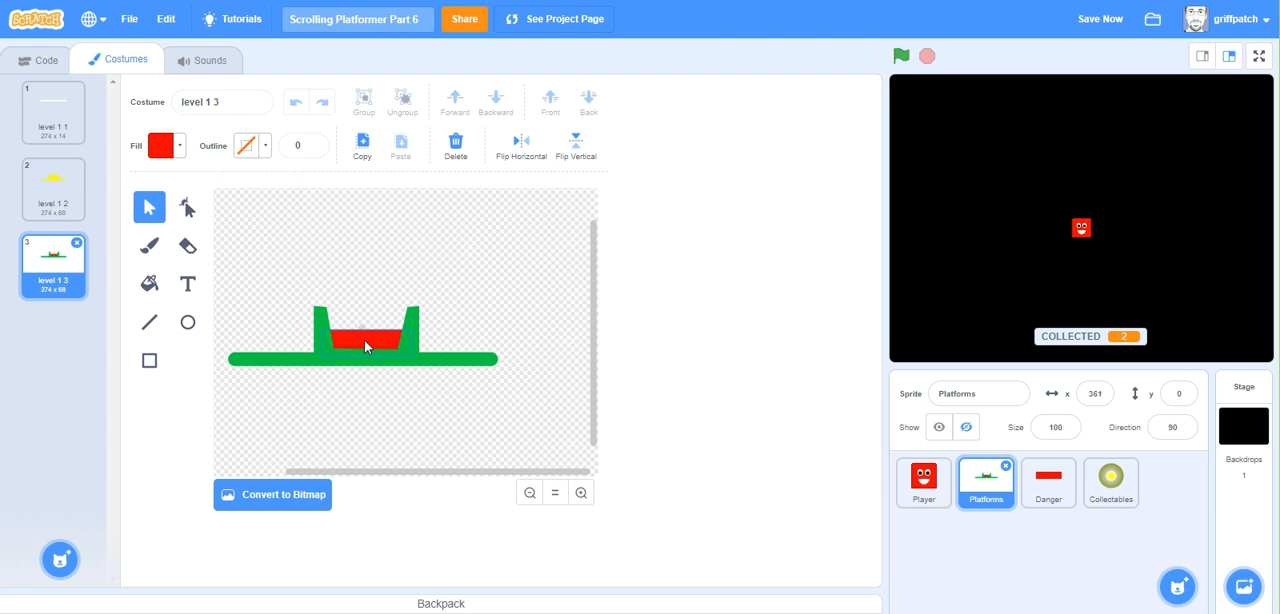 SCRATCH File Edit Tutorials Scrolling Platformer Part 6 Share See Project Page Save Now griffpatch
Code Costumes Sounds
1
level 1 1
274 x 14
2
level 1 2
274 x 68
3
level 1 3
274 x 68
Costume level 1 3 Group Ungroup Forward Backward Front Back
Fill Outline 0 Copy Paste Delete Flip Horizontal Flip Vertical
T
Convert to Bitmap
COLLECTED 2
Sprite Platforms x 361 y 0
Show Size 100 Direction 90
Player Platforms Danger Collectables
Stage
Backdrops
1
Backpack